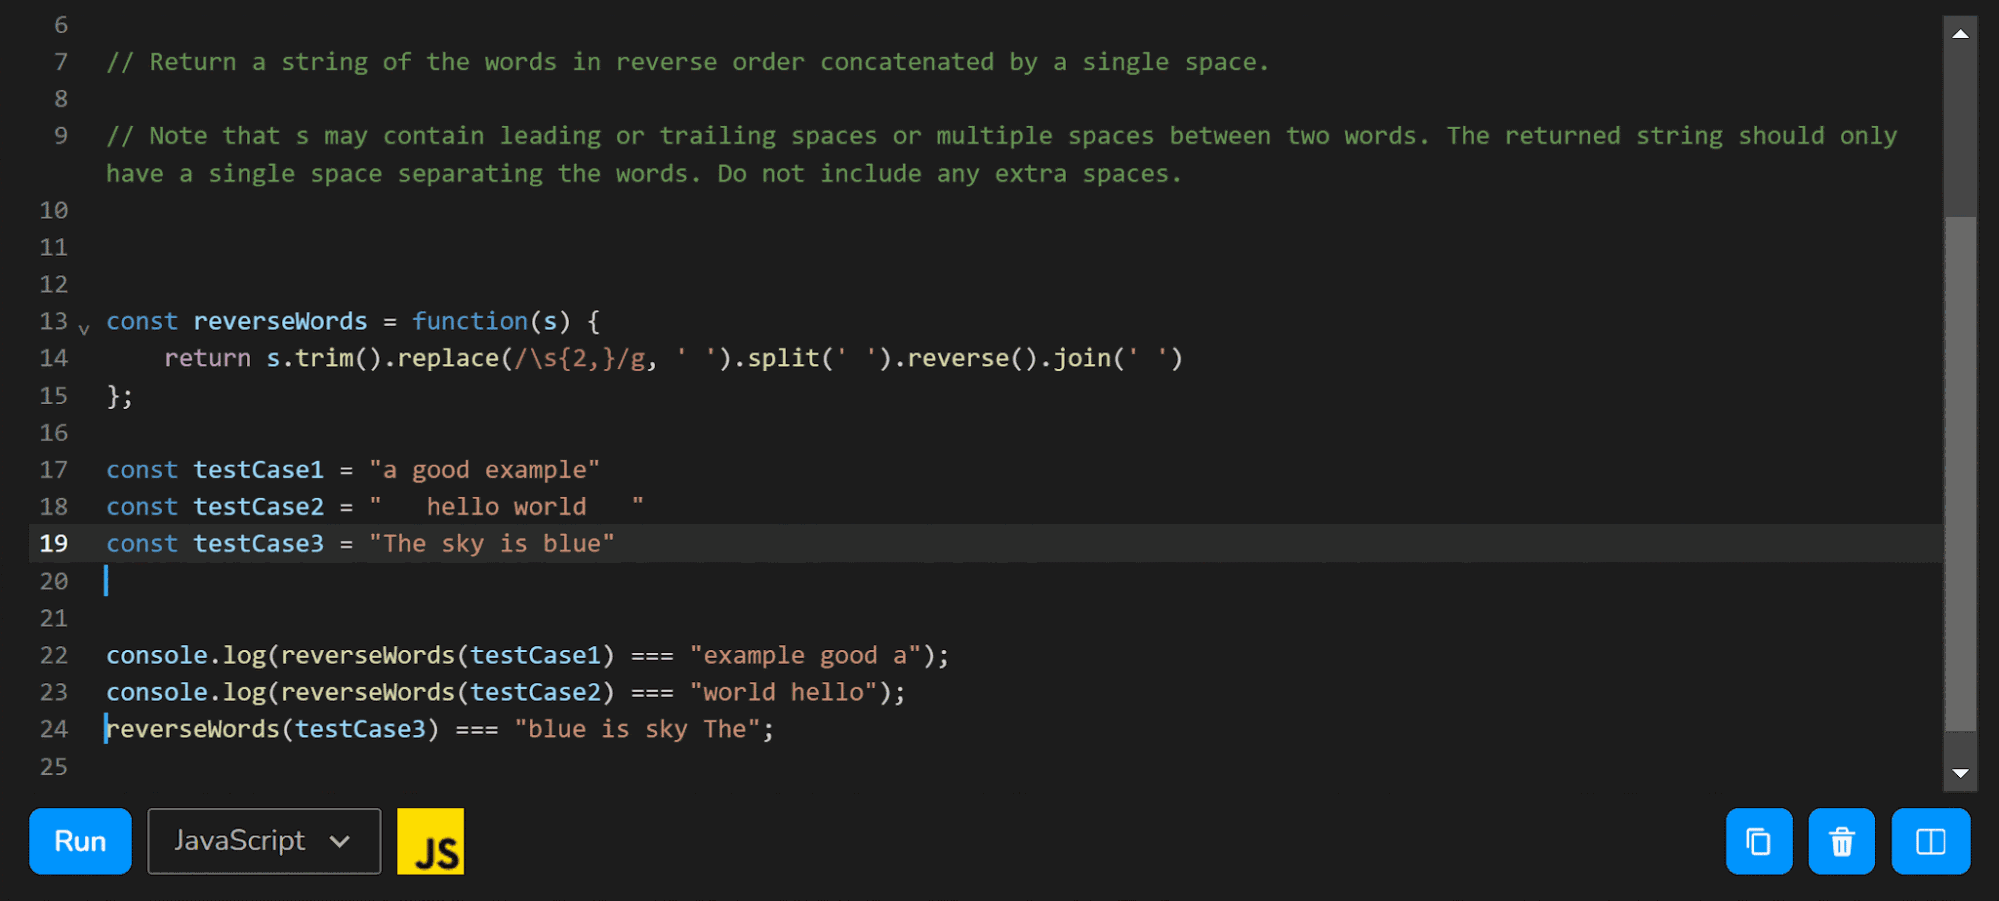 6
7 // Return a string of the words in reverse order concatenated by a single space.
8
9 // Note that s may contain leading or trailing spaces or multiple spaces between two words. The returned string should only
have a single space separating the words. Do not include any extra spaces.
10
11
12
13 const reverseWords = function(s) {
14     return s.trim().replace(/\s{2,}/g, ' ').split(' ').reverse().join(' ')
15 };
16
17 const testCase1 = "a good example"
18 const testCase2 = "   hello world   "
19 const testCase3 = "The sky is blue"
20
21
22 console.log(reverseWords(testCase1) === "example good a");
23 console.log(reverseWords(testCase2) === "world hello");
24 reverseWords(testCase3) === "blue is sky The";
25
Run JavaScript JS